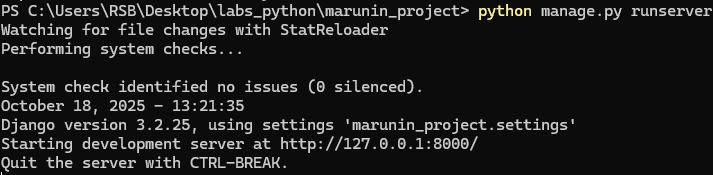 PS C:\Users\RSB\Desktop\labs_python\marunin_project> python manage.py runserver
Watching for file changes with StatReloader
Performing system checks...
System check identified no issues (0 silenced).
October 18, 2025 - 13:21:35
Django version 3.2.25, using settings 'marunin_project.settings'
Starting development server at http://127.0.0.1:8000/
Quit the server with CTRL-BREAK.